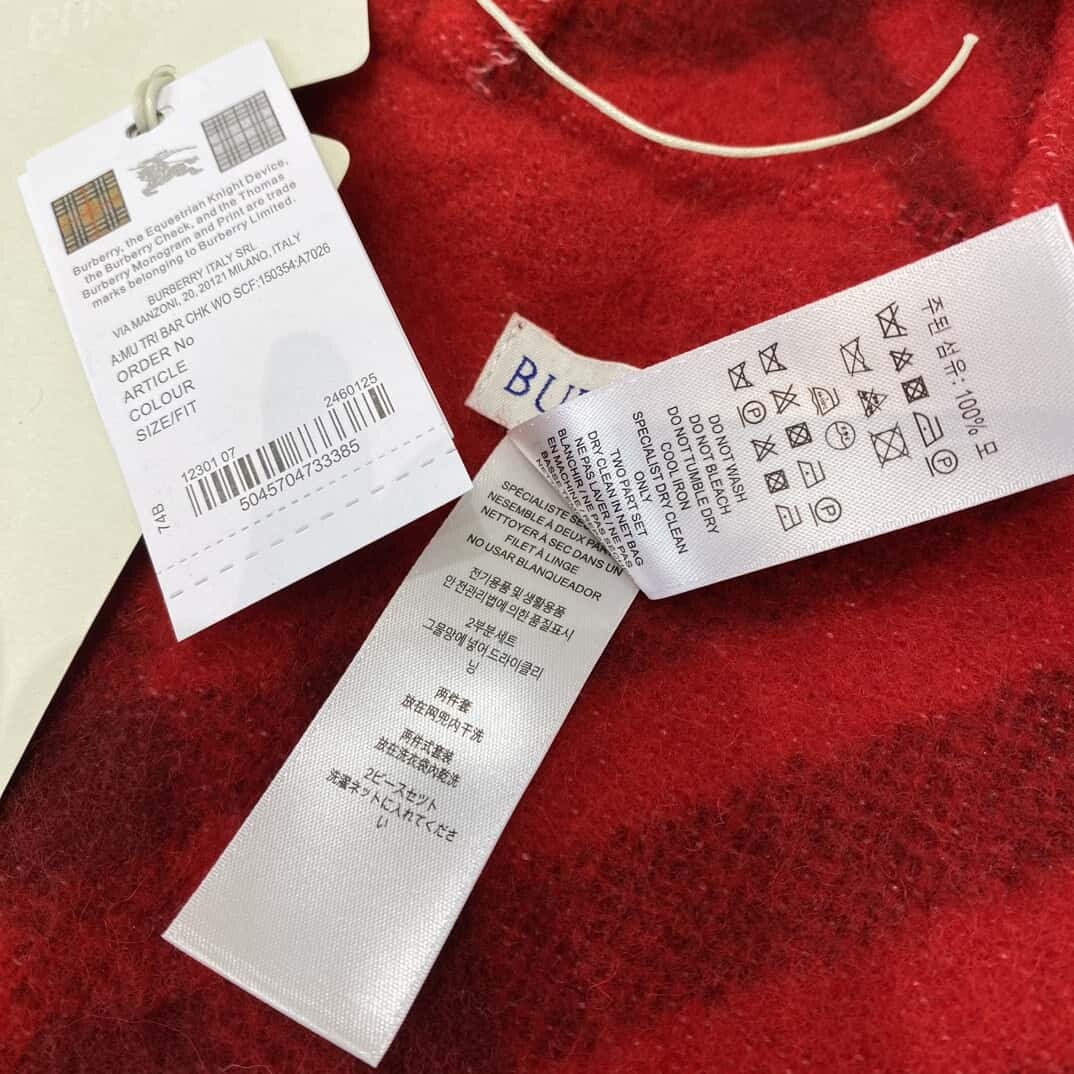 Burberry, the Equestrian Knight Device,
the Burberry Check, and the Thomas
Burberry Monogram and Print are trade
marks belonging to Burberry Limited.
BURBERRY ITALY SRL
VIA MANZONI, 20, 20121 MILANO, ITALY
A:MU TRI BAR CHK WO SCF:150354:A7026
ORDER No
ARTICLE
COLOUR
SIZE/FIT
12301 07 2460125
5045704733385
74B
BU
주된 섬유: 100% 모
DO NOT WASH
DO NOT BLEACH
DO NOT TUMBLE DRY
COOL IRON
SPECIALIST DRY CLEAN
ONLY
TWO PART SET
DRY CLEAN IN NET BAG
NE PAS LAVER / NE PAS
BLANCHIR / NE PAS
EN MACHINE
SPÉCIALISTE
NESEMBLE À DEUX
NETTOYER À SEC DANS UN
FILET À LINGE
NO USAR BLANQUEADOR
전기용품 및 생활용품
안전관리법에 의한 품질표시
2부분 세트
그물망에 넣어 드라이클리
닝
两件套
放在网兜内干洗
兩件式套裝
放在洗衣袋內乾洗
2ピースセット
洗濯ネットに入れてくださ
い